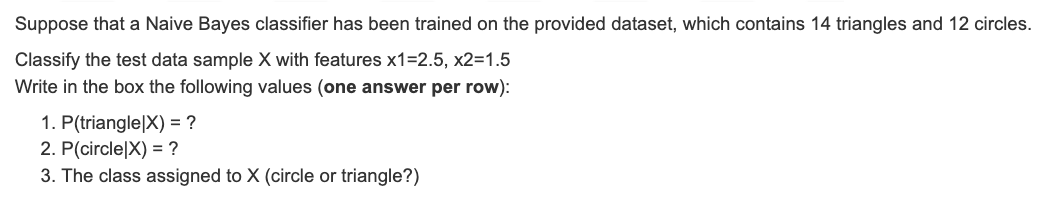 Suppose that a Naive Bayes classifier has been trained on the provided dataset, which contains 14 triangles and 12 circles.
Classify the test data sample X with features x1=2.5, x2=1.5
Write in the box the following values (one answer per row):
1. P(triangle|X) = ?
2. P(circle|X) = ?
3. The class assigned to X (circle or triangle?)